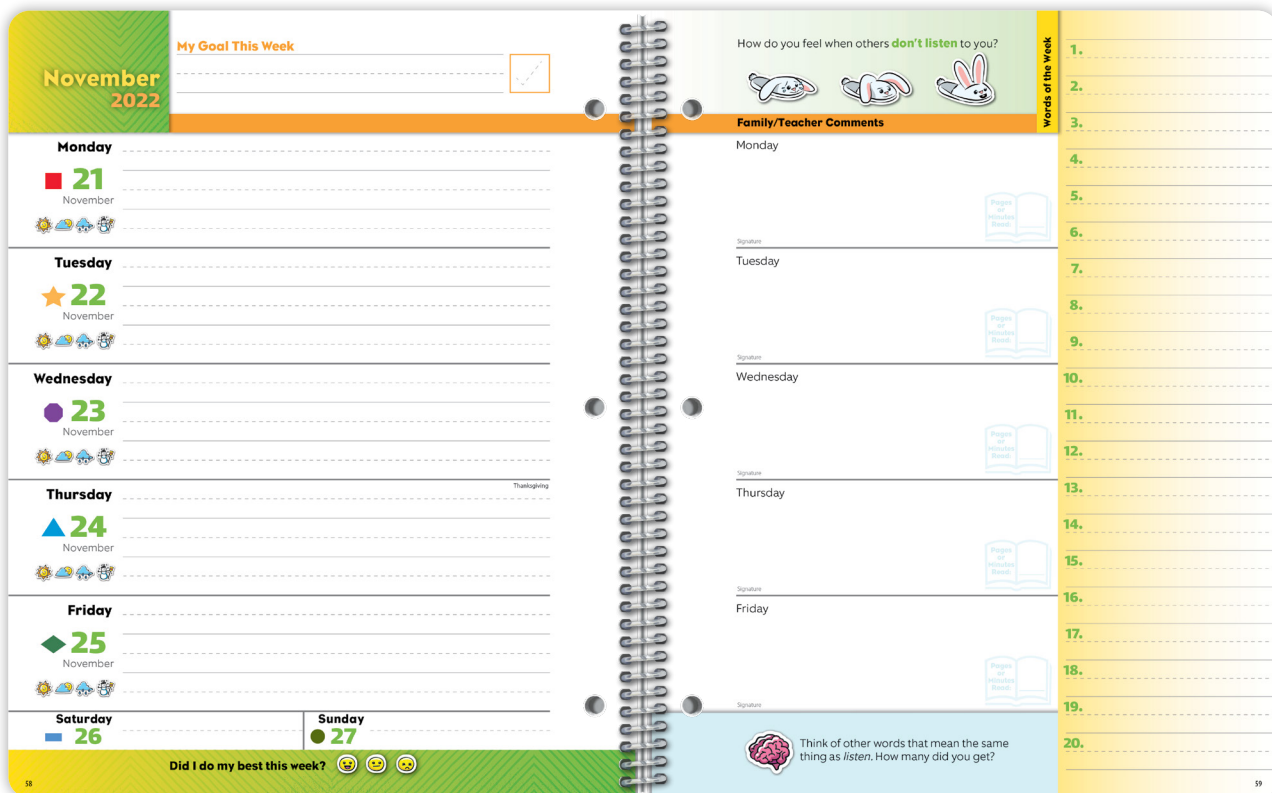 November
2022
My Goal This Week
Monday
21
November
Tuesday
22
November
Wednesday
23
November
Thanksgiving
Thursday
24
November
Friday
25
November
Saturday
26
Sunday
27
Did I do my best this week?
58
How do you feel when others don't listen to you?
Family/Teacher Comments
Monday
Pages
or
Minutes
Read:
Signature
Tuesday
Pages
or
Minutes
Read:
Signature
Wednesday
Pages
or
Minutes
Read:
Signature
Thursday
Pages
or
Minutes
Read:
Signature
Friday
Pages
or
Minutes
Read:
Signature
Think of other words that mean the same
thing as listen. How many did you get?
Words of the Week
1.
2.
3.
4.
5.
6.
7.
8.
9.
10.
11.
12.
13.
14.
15.
16.
17.
18.
19.
20.
59